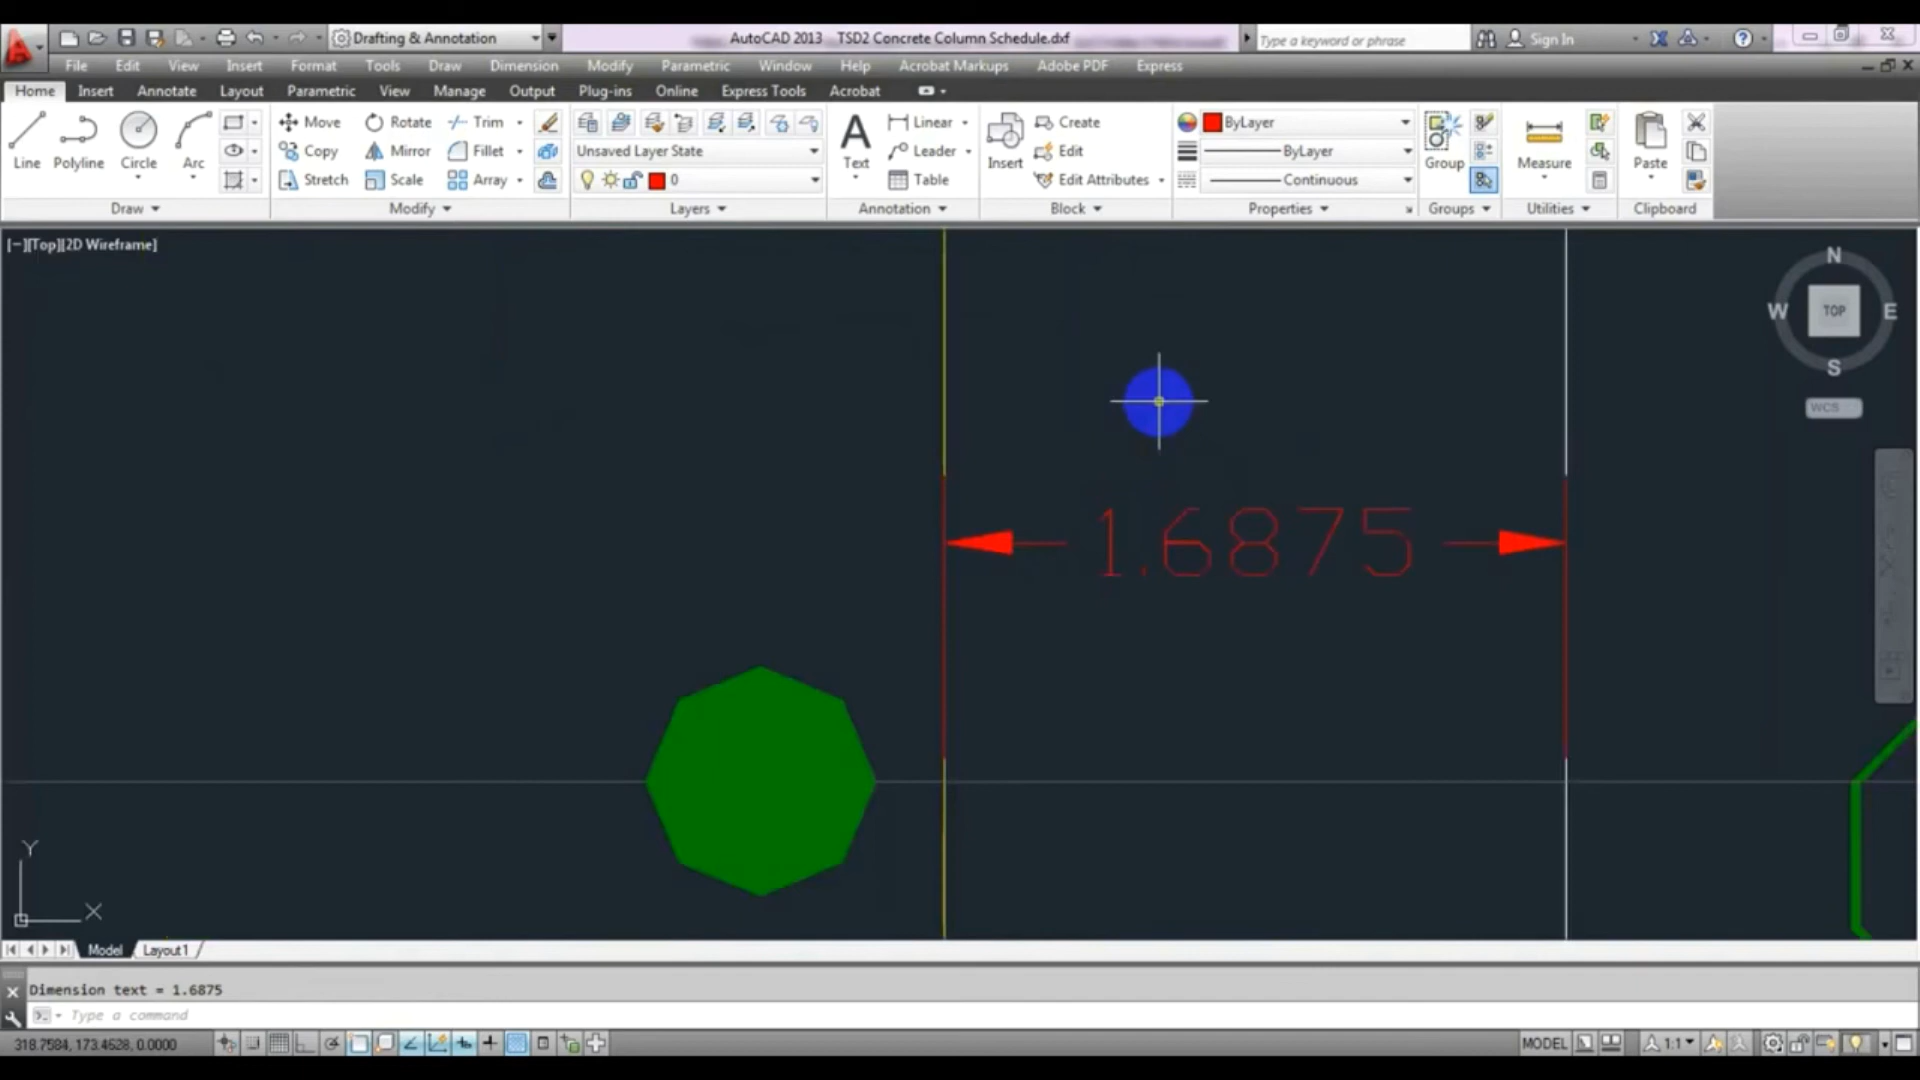 Drafting & Annotation
AutoCAD 2013 TSD2 Concrete Column Schedule.dxf
Type a keyword or phrase
Sign In
File Edit View Insert Format Tools Draw Dimension Modify Parametric Window Help Acrobat Markups Adobe PDF Express
Home Insert Annotate Layout Parametric View Manage Output Plug-ins Online Express Tools Acrobat
Move Rotate Trim Unsaved Layer State Linear Create ByLayer
Line Polyline Circle Arc Copy Mirror Fillet Text Leader Insert Edit ByLayer Group Measure Paste
Stretch Scale Array 0 Table Edit Attributes Continuous
Draw Modify Layers Annotation Block Properties Groups Utilities Clipboard
[−][Top][2D Wireframe]
N
W TOP E
S
WCS
1.6875
Y
X
Model Layout1
Dimension text = 1.6875
Type a command
318.7584, 173.4628, 0.0000 MODEL 1:1